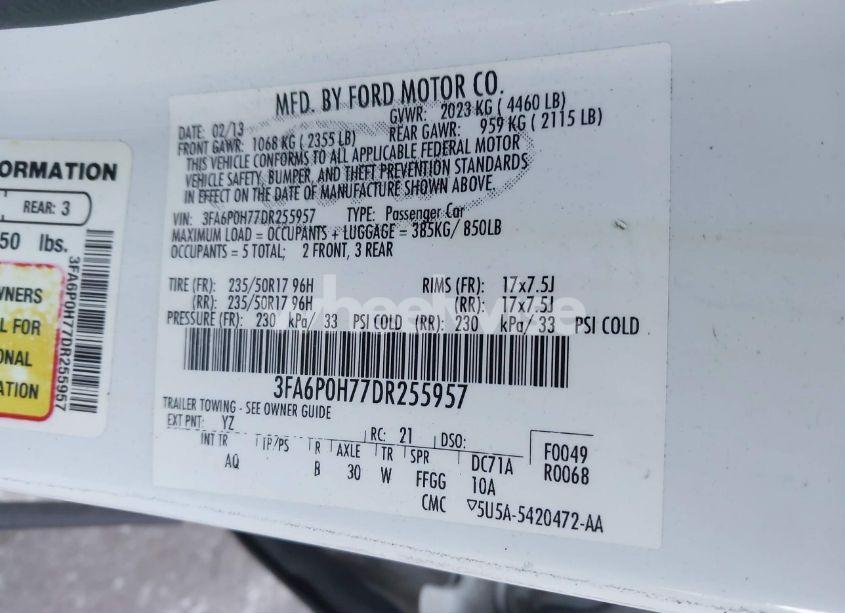 MFD. BY FORD MOTOR CO.
DATE: 02/13 GVWR: 2023 KG ( 4460 LB)
FRONT GAWR: 1068 KG ( 2355 LB) REAR GAWR: 959 KG ( 2115 LB)
THIS VEHICLE CONFORMS TO ALL APPLICABLE FEDERAL MOTOR
VEHICLE SAFETY, BUMPER, AND THEFT PREVENTION STANDARDS
IN EFFECT ON THE DATE OF MANUFACTURE SHOWN ABOVE.
VIN: 3FA6P0H77DR255957 TYPE: Passenger Car
MAXIMUM LOAD = OCCUPANTS + LUGGAGE = 385KG/ 850LB
OCCUPANTS = 5 TOTAL; 2 FRONT, 3 REAR
TIRE (FR): 235/50R17 96H RIMS (FR): 17x7.5J
(RR): 235/50R17 96H (RR): 17x7.5J
PRESSURE (FR): 230 kPa/ 33 PSI COLD (RR): 230 kPa/ 33 PSI COLD
3FA6P0H77DR255957
TRAILER TOWING - SEE OWNER GUIDE
EXT PNT: YZ RC: 21 DSO:
INT TR TP/PS R AXLE TR SPR DC71A F0049
AQ B 30 W FFGG 10A R0068
CMC ▽5U5A-5420472-AA
ORMATION
REAR: 3
50 lbs.
WNERS
L FOR
ONAL
ION
3FA6P0H77DR255957